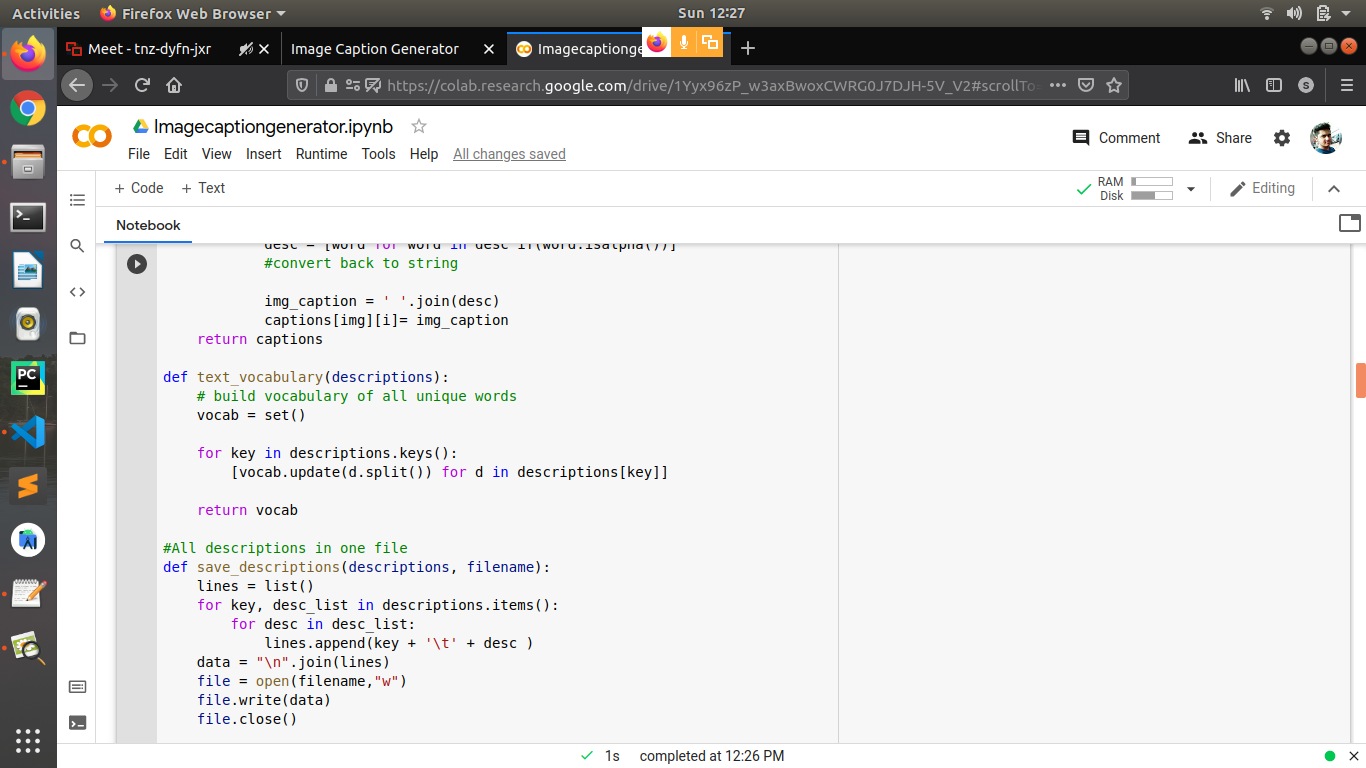 Activities Firefox Web Browser Sun 12:27
Meet - tnz-dyfn-jxr Image Caption Generator Imagecaptionge
https://colab.research.google.com/drive/1Yyx96zP_w3axBwoxCWRG0J7DJH-5V_V2#scrollTo= S
Imagecaptiongenerator.ipynb
Comment Share
File Edit View Insert Runtime Tools Help All changes saved
+ Code + Text RAM Disk Editing
Notebook
desc = [word for word in desc if(word.isalpha())]
#convert back to string
img_caption = ' '.join(desc)
captions[img][i]= img_caption
return captions
def text_vocabulary(descriptions):
# build vocabulary of all unique words
vocab = set()
for key in descriptions.keys():
[vocab.update(d.split()) for d in descriptions[key]]
return vocab
#All descriptions in one file
def save_descriptions(descriptions, filename):
lines = list()
for key, desc_list in descriptions.items():
for desc in desc_list:
lines.append(key + '\t' + desc )
data = "\n".join(lines)
file = open(filename,"w")
file.write(data)
file.close()
1s completed at 12:26 PM
PC